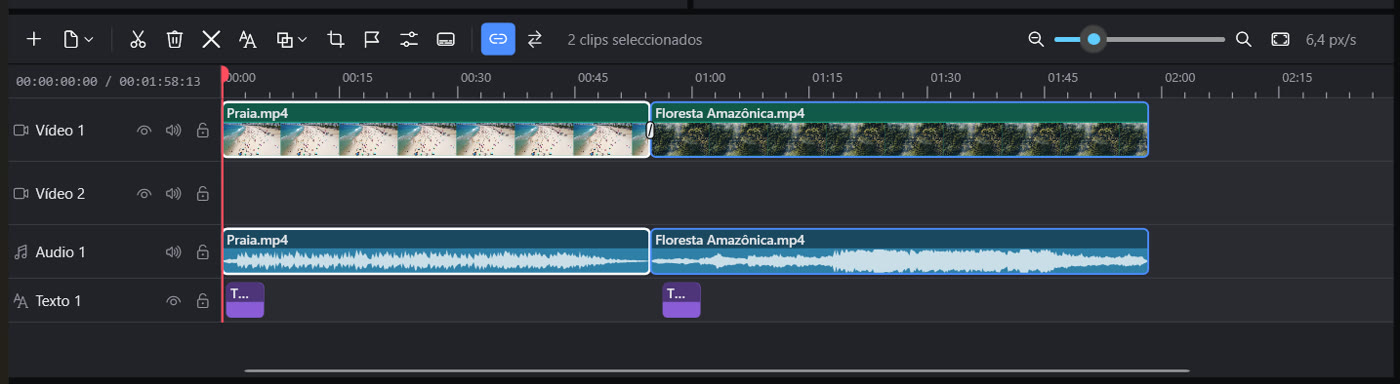 2 clips seleccionados
6,4 px/s
00:00:00:00 / 00:01:58:13
00:00 00:15 00:30 00:45 01:00 01:15 01:30 01:45 02:00 02:15
Vídeo 1
Praia.mp4
Floresta Amazônica.mp4
Vídeo 2
Audio 1
Praia.mp4
Floresta Amazônica.mp4
Texto 1
T...
T...